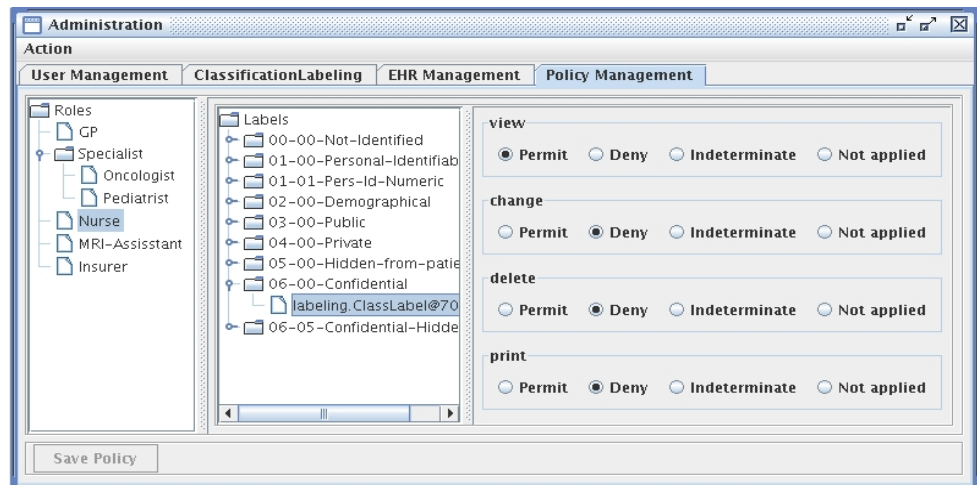 Administration
Action
User Management ClassificationLabeling EHR Management Policy Management
Roles
GP
Specialist
Oncologist
Pediatrist
Nurse
MRI-Assisstant
Insurer
Labels
00-00-Not-Identified
01-00-Personal-Identifiab
01-01-Pers-Id-Numeric
02-00-Demographical
03-00-Public
04-00-Private
05-00-Hidden-from-patie
06-00-Confidential
labeling.ClassLabel@70
06-05-Confidential-Hidde
view
Permit Deny Indeterminate Not applied
change
Permit Deny Indeterminate Not applied
delete
Permit Deny Indeterminate Not applied
print
Permit Deny Indeterminate Not applied
Save Policy